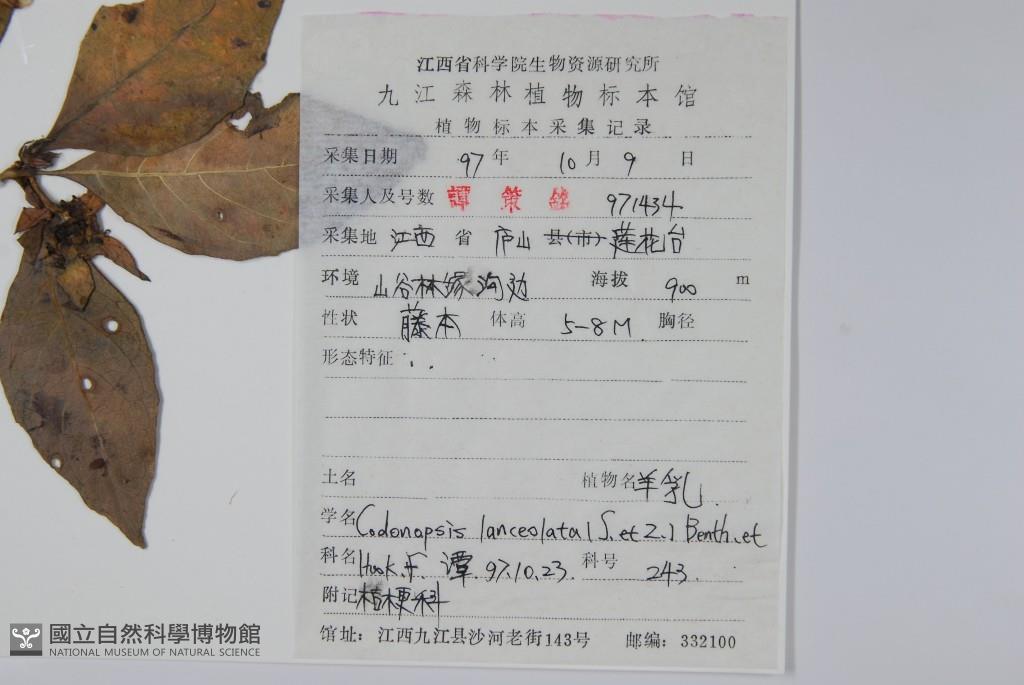 江西省科学院生物资源研究所
九江森林植物标本馆
植物标本采集记录
采集日期 97年 10月 9 日
采集人及号数 譚策銘 971434
采集地 江西 省 庐山 县(市) 莲花台
环境 山谷林缘沟边 海拔 900 m
性状 藤本 体高 5-8M 胸径
形态特征
土名 植物名 羊乳
学名 Codonopsis lanceolata (S. et Z.) Benth. et
科名 Hook. f. 谭 97.10.23. 科号 243.
附记 桔梗科
馆址: 江西九江县沙河老街143号 邮编: 332100
國立自然科學博物館
NATIONAL MUSEUM OF NATURAL SCIENCE